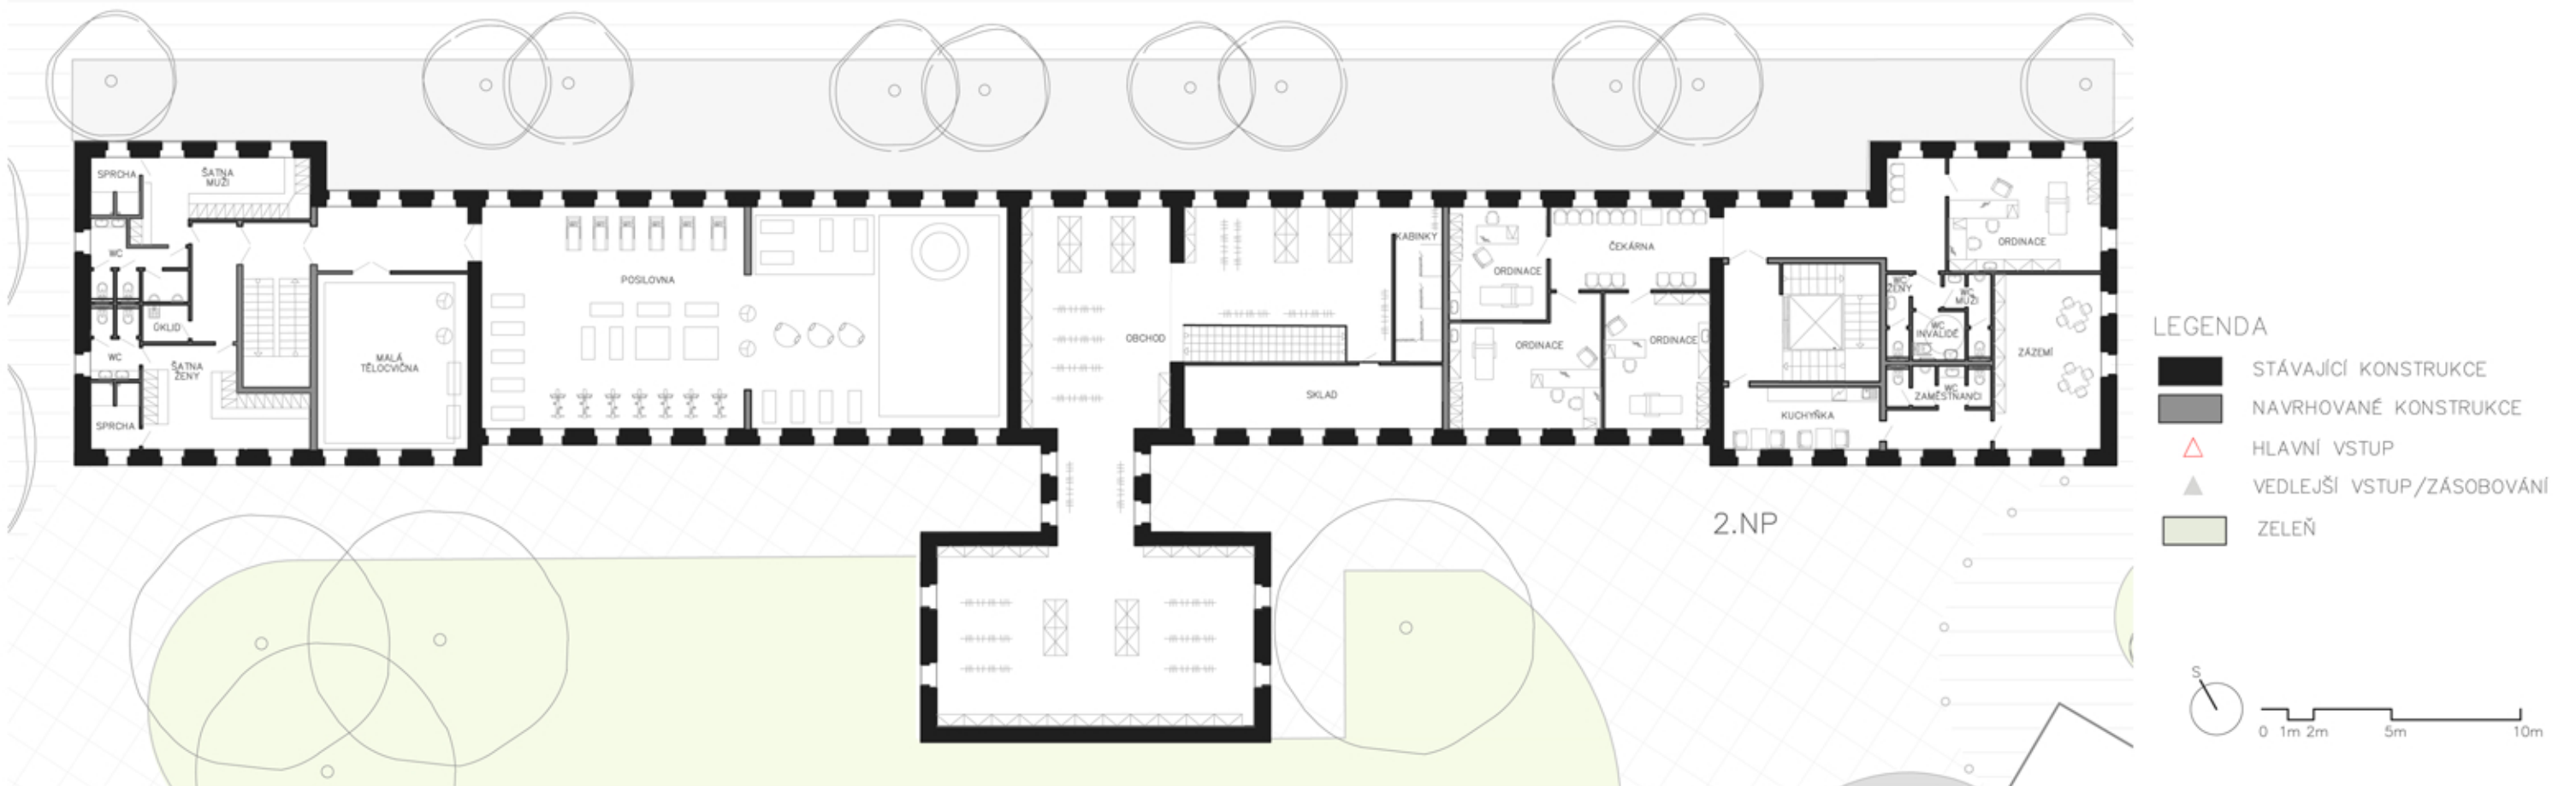 SPRCHA
ŠATNA
MUŽI
WC
ÚKLID
WC
ŠATNA
ŽENY
SPRCHA
MALÁ
TĚLOCVIČNA
POSILOVNA
OBCHOD
KABINKY
SKLAD
ORDINACE
ČEKÁRNA
ORDINACE
ORDINACE
ORDINACE
WC
ŽENY
WC
MUŽI
WC
INVALIDÉ
ZÁZEMÍ
WC
ZAMĚSTNANCI
KUCHYŇKA
2.NP
LEGENDA
STÁVAJÍCÍ KONSTRUKCE
NAVRHOVANÉ KONSTRUKCE
HLAVNÍ VSTUP
VEDLEJŠÍ VSTUP/ZÁSOBOVÁNÍ
ZELEŇ
S
0 1m 2m 5m 10m